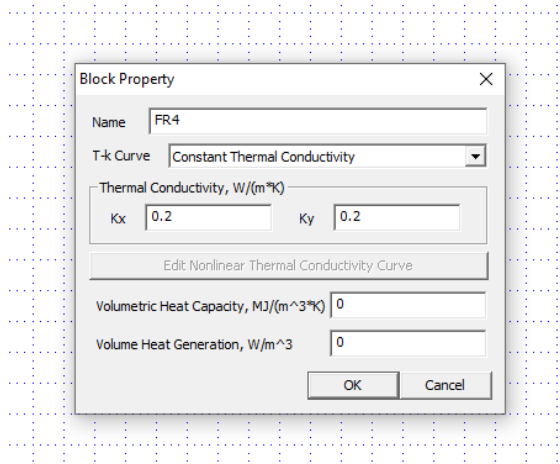 Block Property
Name FR4
T-k Curve Constant Thermal Conductivity
Thermal Conductivity, W/(m*K)
Kx 0.2 Ky 0.2
Edit Nonlinear Thermal Conductivity Curve
Volumetric Heat Capacity, MJ/(m^3*K) 0
Volume Heat Generation, W/m^3 0
OK Cancel